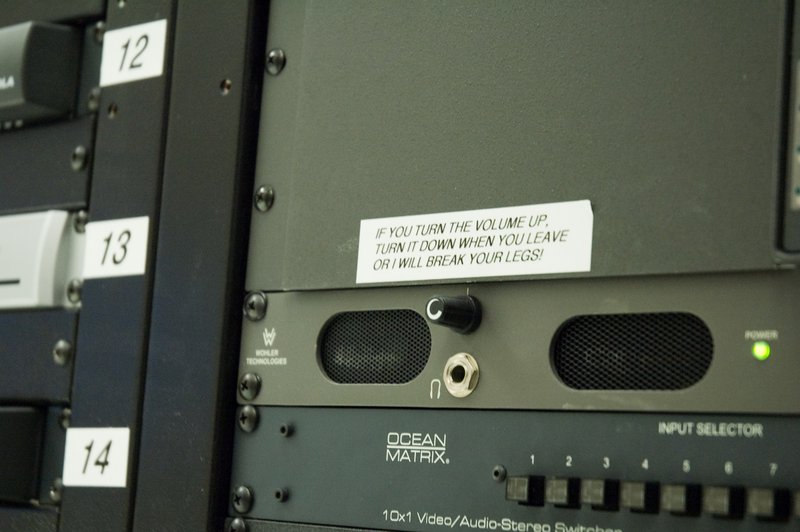 12
13
14
IF YOU TURN THE VOLUME UP,
TURN IT DOWN WHEN YOU LEAVE
OR I WILL BREAK YOUR LEGS!
WOHLER
TECHNOLOGIES
POWER
OCEAN
MATRIX®
INPUT SELECTOR
1 2 3 4 5 6 7
10x1 Video/Audio-Stereo Switcher